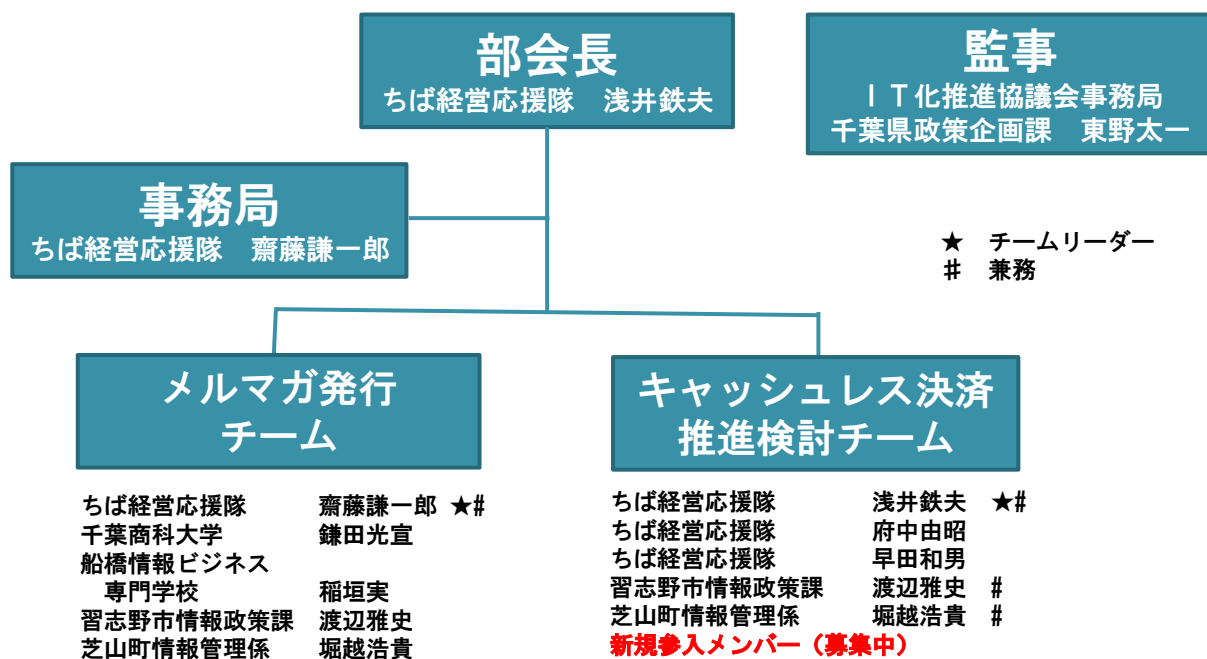 部会長
ちば経営応援隊　浅井鉄夫
監事
ＩＴ化推進協議会事務局
千葉県政策企画課　東野太一
事務局
ちば経営応援隊　齋藤謙一郎
★　チームリーダー
＃　兼務
メルマガ発行
チーム
ちば経営応援隊　齋藤謙一郎 ★#
千葉商科大学　鎌田光宣
船橋情報ビジネス
専門学校　稲垣実
習志野市情報政策課　渡辺雅史
芝山町情報管理係　堀越浩貴
キャッシュレス決済
推進検討チーム
ちば経営応援隊　浅井鉄夫　★#
ちば経営応援隊　府中由昭
ちば経営応援隊　早田和男
習志野市情報政策課　渡辺雅史　#
芝山町情報管理係　堀越浩貴　#
新規参入メンバー（募集中）